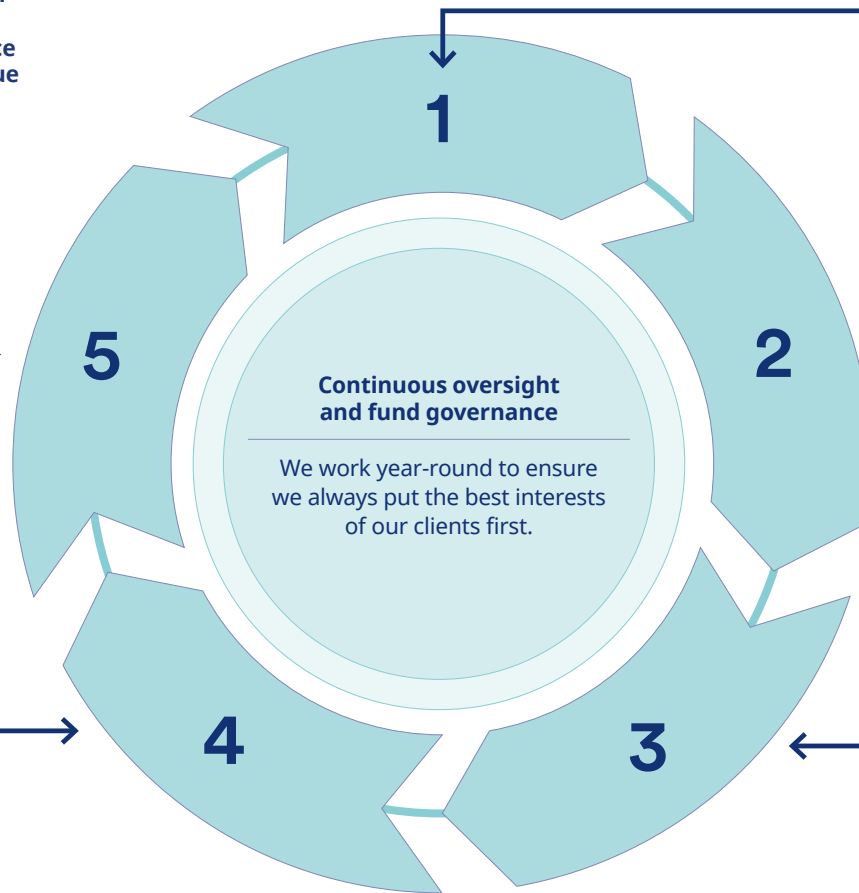 1
2
5
Continuous oversight
and fund governance
We work year-round to ensure
we always put the best interests
of our clients first.
4
3